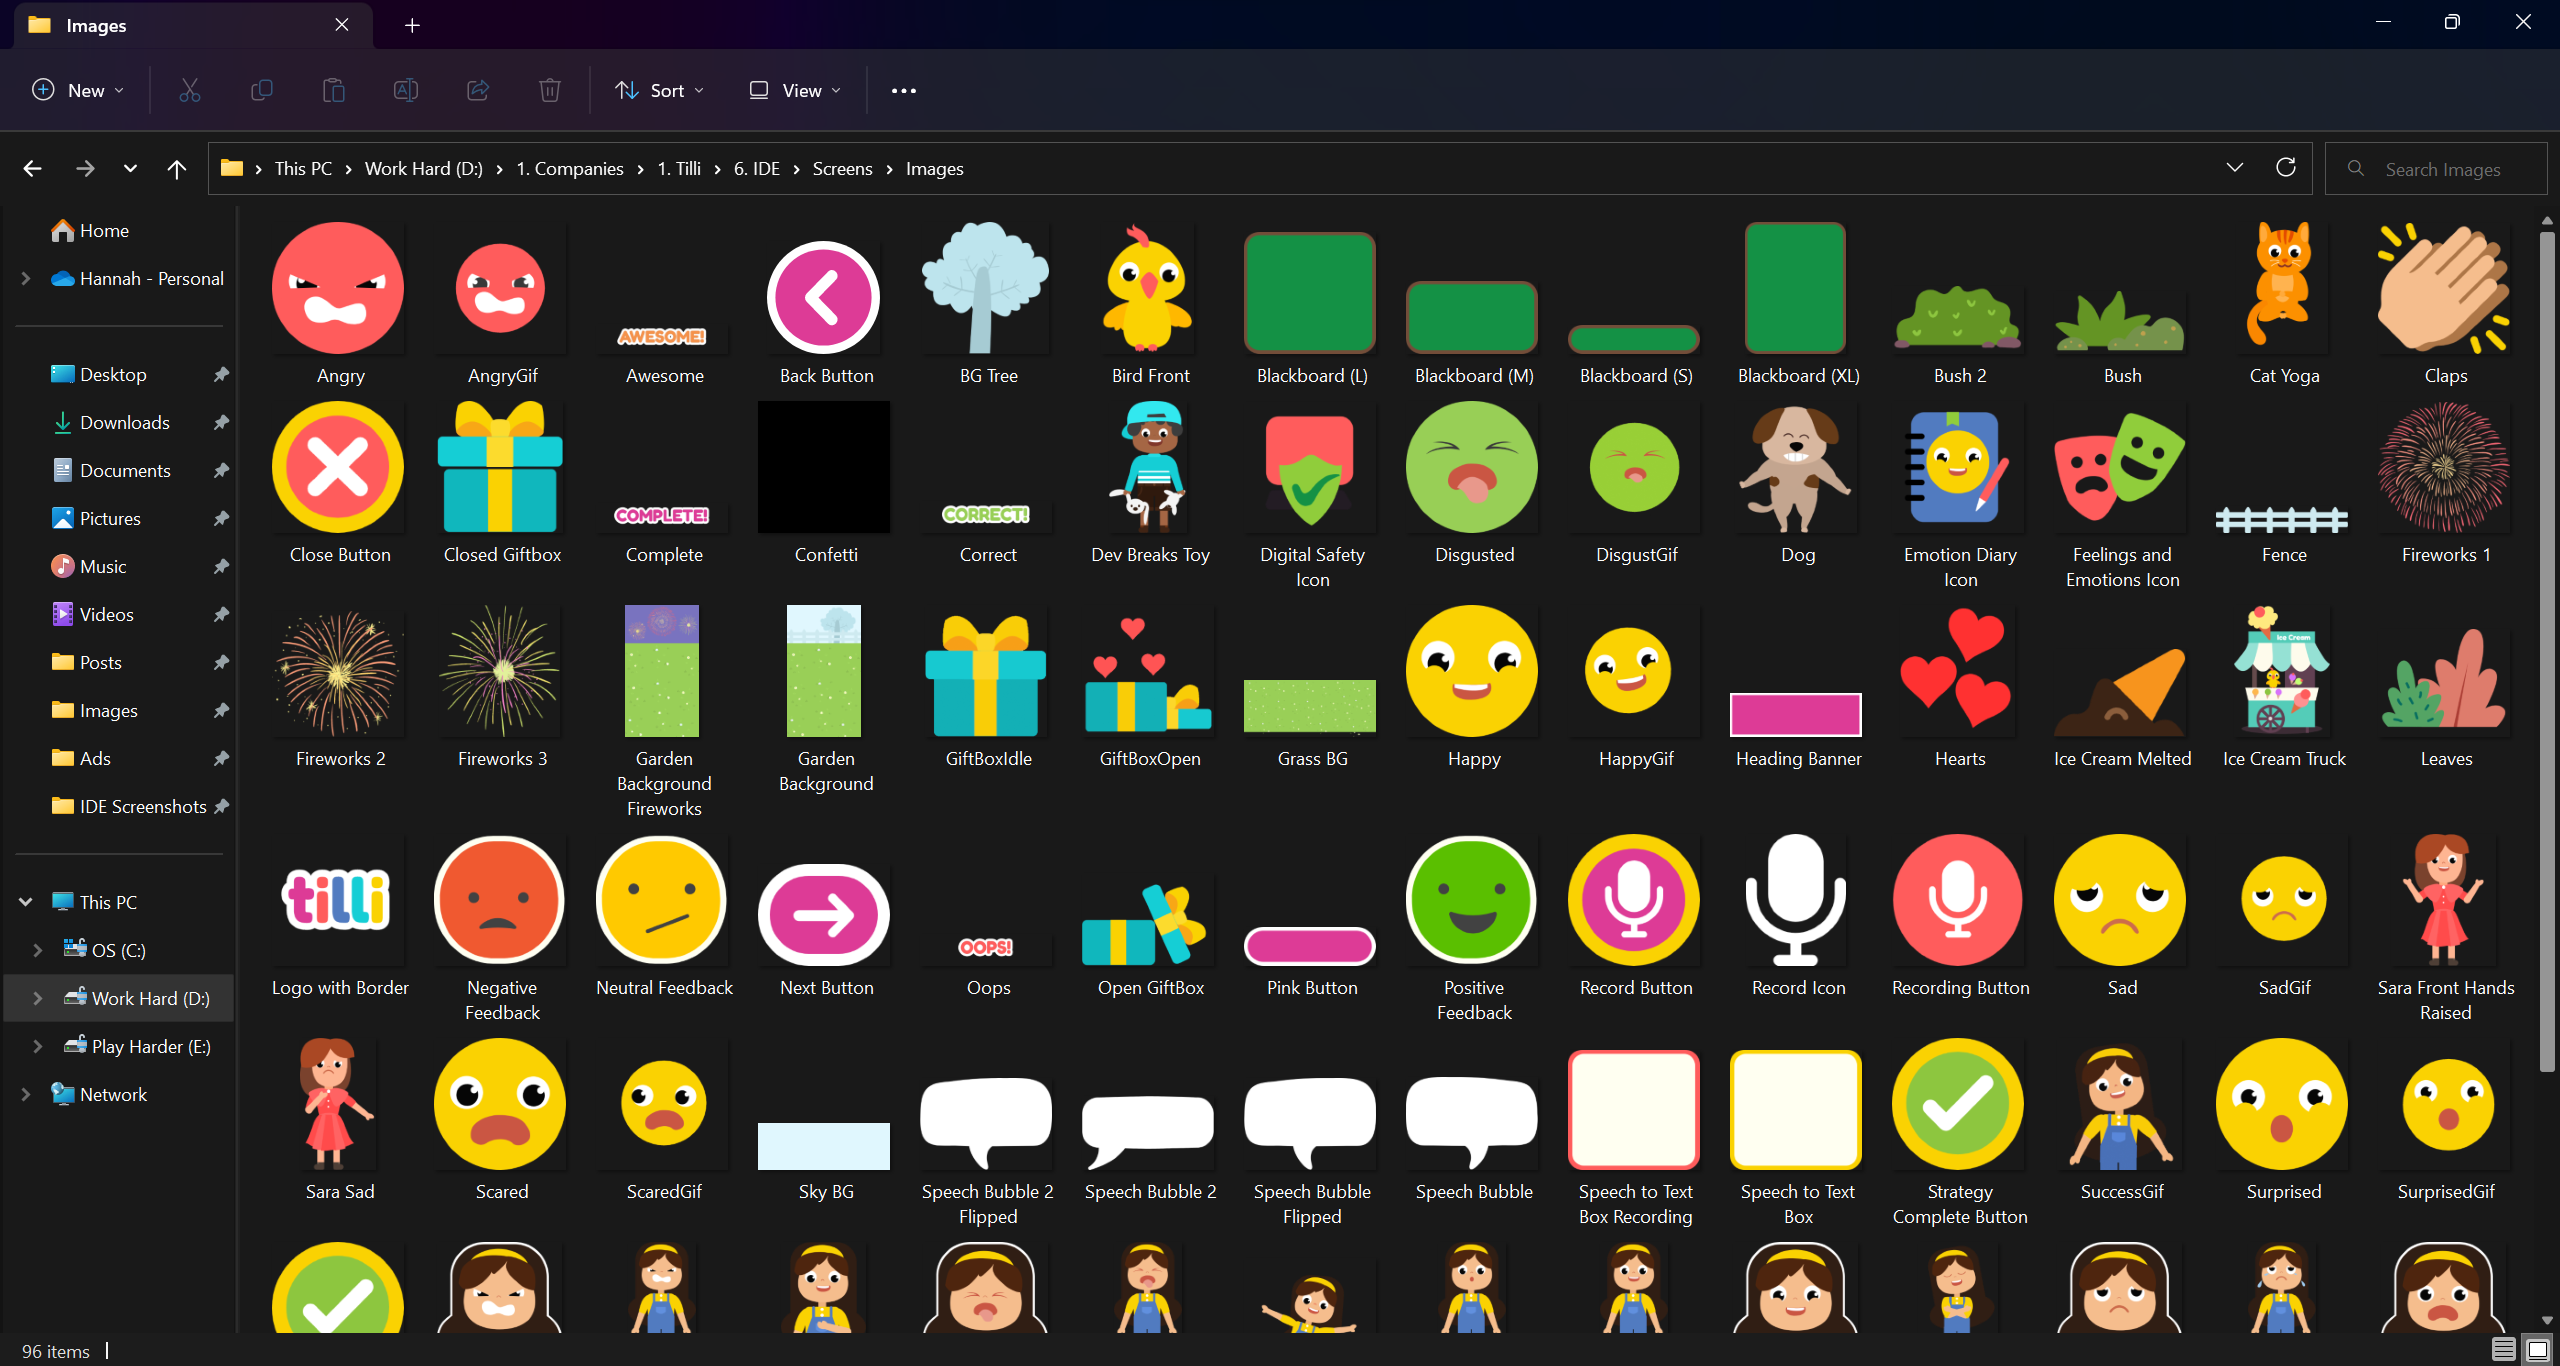 Images
New
Sort
View
This PC
Work Hard (D:)
1. Companies
1. Tilli
6. IDE
Screens
Images
Search Images
Home
Hannah - Personal
Desktop
Downloads
Documents
Pictures
Music
Videos
Posts
Images
Ads
IDE Screenshots
This PC
OS (C:)
Work Hard (D:)
Play Harder (E:)
Network
AWESOME!
Angry
AngryGif
Awesome
Back Button
BG Tree
Bird Front
Blackboard (L)
Blackboard (M)
Blackboard (S)
Blackboard (XL)
Bush 2
Bush
Cat Yoga
Claps
COMPLETE!
CORRECT!
Close Button
Closed Giftbox
Complete
Confetti
Correct
Dev Breaks Toy
Digital Safety
Icon
Disgusted
DisgustGif
Dog
Emotion Diary
Icon
Feelings and
Emotions Icon
Fence
Fireworks 1
Ice Cream
Fireworks 2
Fireworks 3
Garden
Background
Fireworks
Garden
Background
GiftBoxIdle
GiftBoxOpen
Grass BG
Happy
HappyGif
Heading Banner
Hearts
Ice Cream Melted
Ice Cream Truck
Leaves
tilli
OOPS!
Logo with Border
Negative
Feedback
Neutral Feedback
Next Button
Oops
Open GiftBox
Pink Button
Positive
Feedback
Record Button
Record Icon
Recording Button
Sad
SadGif
Sara Front Hands
Raised
Sara Sad
Scared
ScaredGif
Sky BG
Speech Bubble 2
Flipped
Speech Bubble 2
Speech Bubble
Flipped
Speech Bubble
Speech to Text
Box Recording
Speech to Text
Box
Strategy
Complete Button
SuccessGif
Surprised
SurprisedGif
96 items